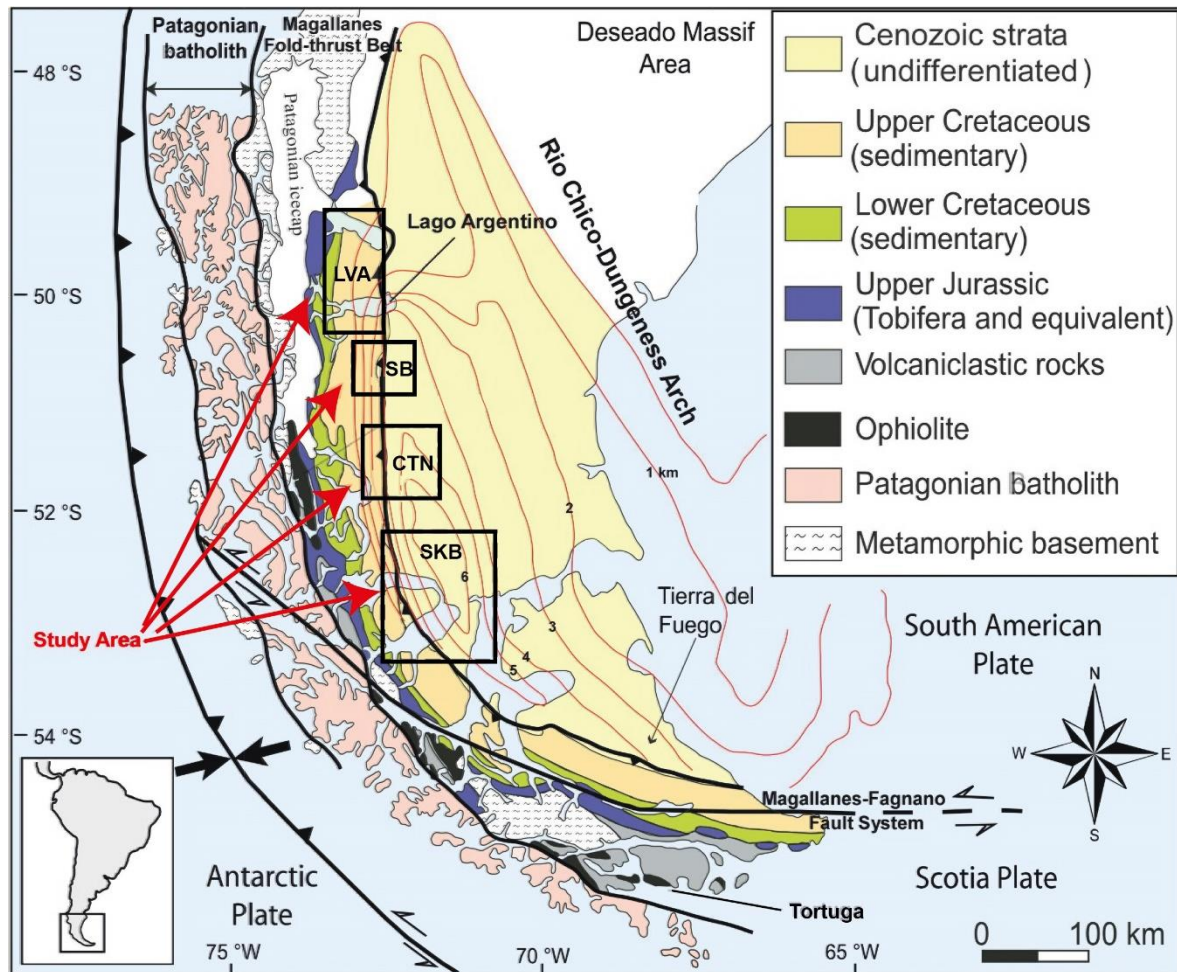 Patagonian
batholith
Magallanes
Fold-thrust Belt
Deseado Massif
Area
48 °S
Patagonian icecap
Rio Chico-Dungeness Arch
Lago Argentino
LVA
50 °S
SB
CTN
1 km
2
52 °S
SKB
6
Tierra del
Fuego
3
4
5
Study Area
South American
Plate
54 °S
N
W
E
S
Magallanes-Fagnano
Fault System
Antarctic
Plate
Scotia Plate
Tortuga
75 °W
70 °W
65 °W
0
100 km
Cenozoic strata
(undifferentiated)
Upper Cretaceous
(sedimentary)
Lower Cretaceous
(sedimentary)
Upper Jurassic
(Tobifera and equivalent)
Volcaniclastic rocks
Ophiolite
Patagonian batholith
Metamorphic basement